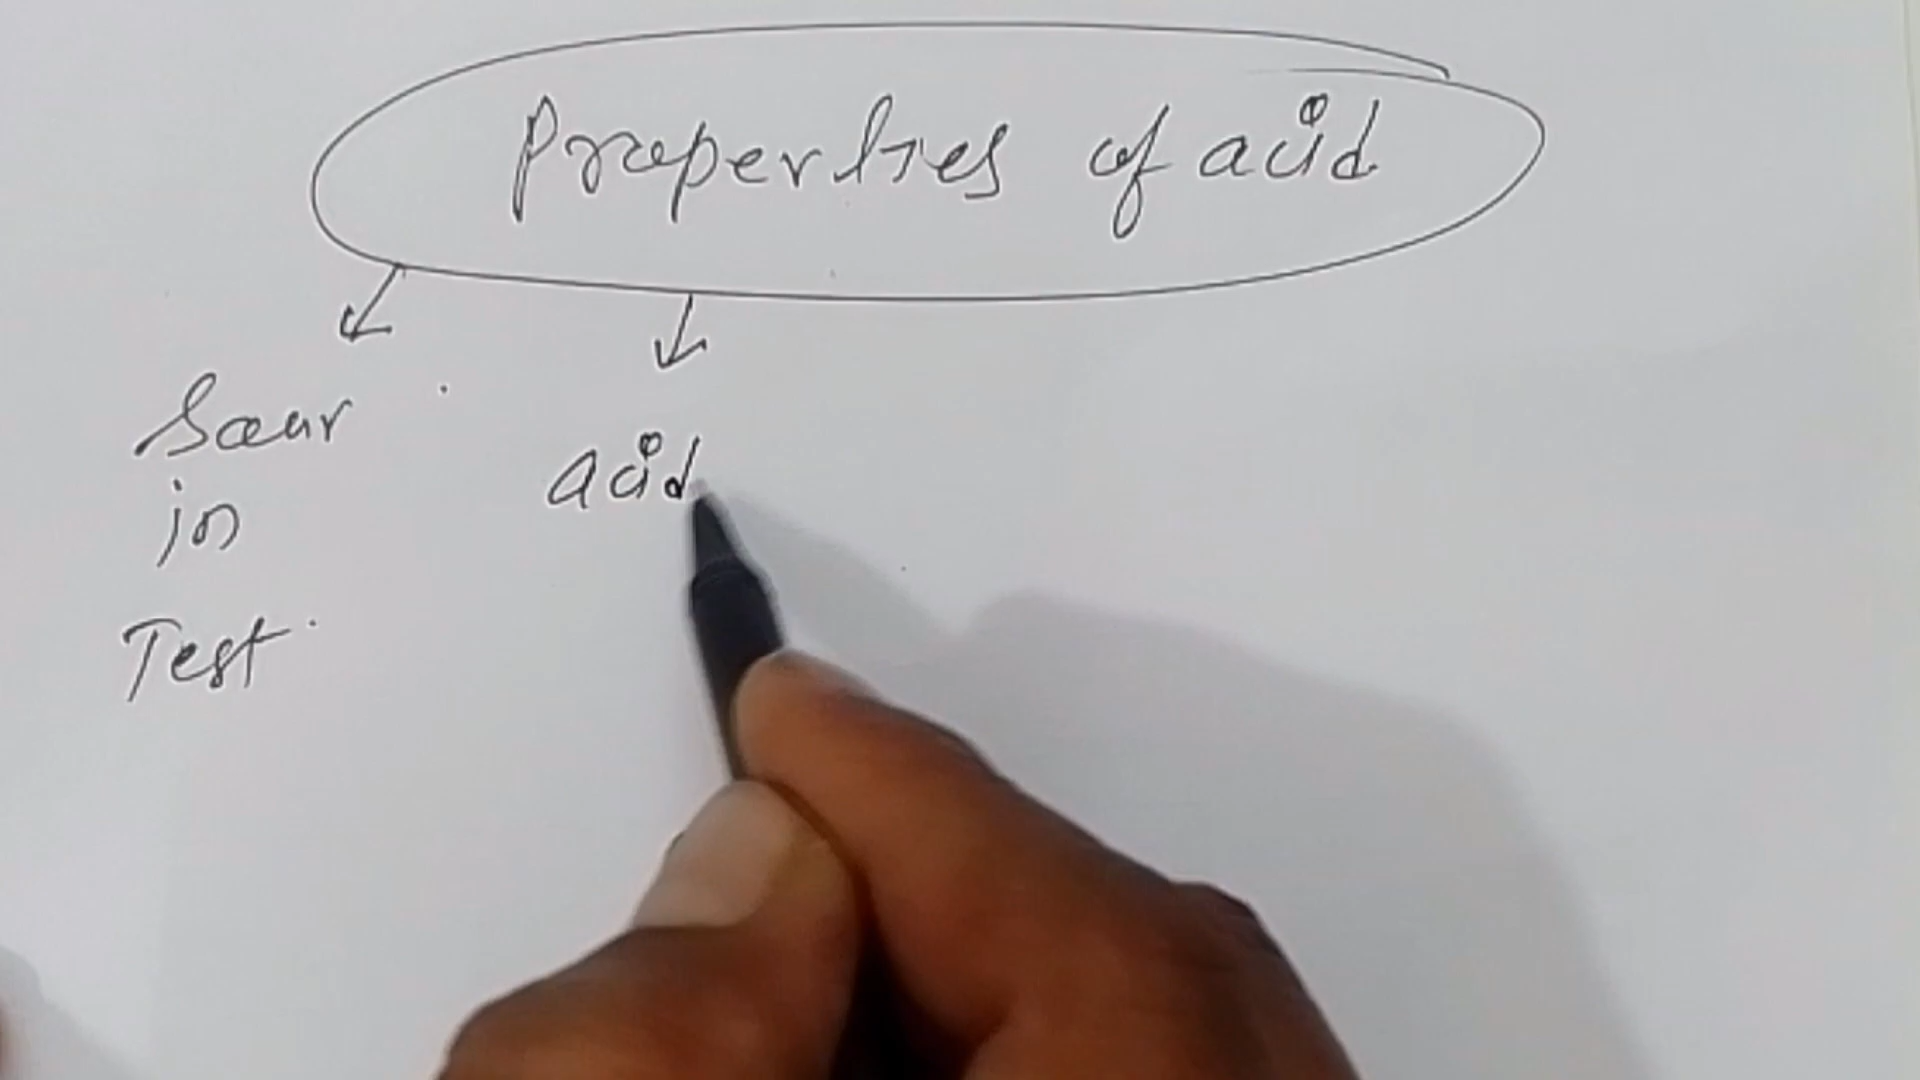 Properties of acid
Sour
in
Test.
acid